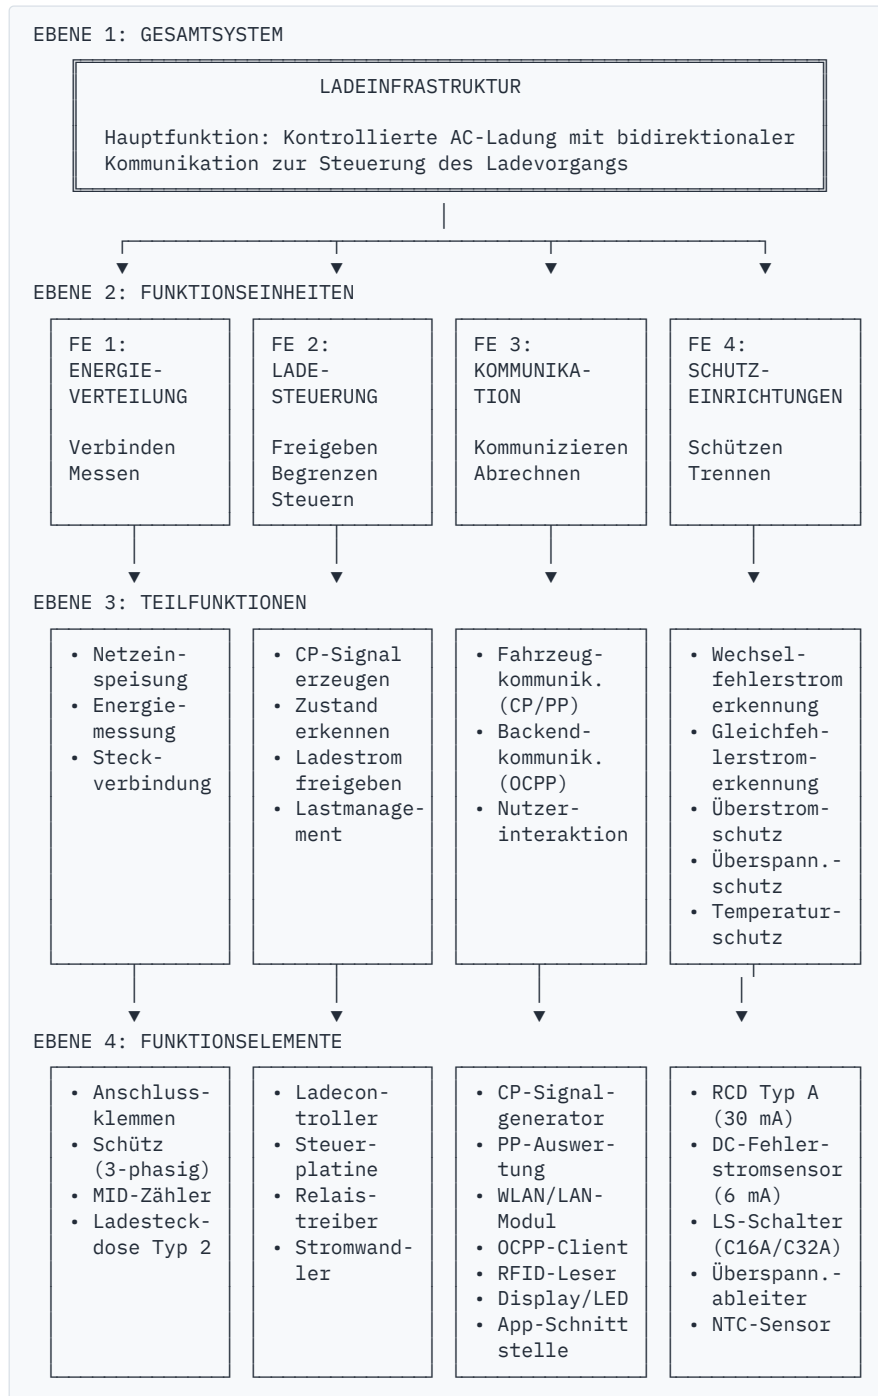 EBENE 1: GESAMTSYSTEM
LADEINFRASTRUKTUR
Hauptfunktion: Kontrollierte AC-Ladung mit bidirektionaler
Kommunikation zur Steuerung des Ladevorgangs
EBENE 2: FUNKTIONSEINHEITEN
FE 1:
ENERGIE-
VERTEILUNG
Verbinden
Messen
FE 2:
LADE-
STEUERUNG
Freigeben
Begrenzen
Steuern
FE 3:
KOMMUNIKA-
TION
Kommunizieren
Abrechnen
FE 4:
SCHUTZ-
EINRICHTUNGEN
Schützen
Trennen
EBENE 3: TEILFUNKTIONEN
• Netzein-
speisung
• Energie-
messung
• Steck-
verbindung
• CP-Signal
erzeugen
• Zustand
erkennen
• Ladestrom
freigeben
• Lastmanage-
ment
• Fahrzeug-
kommunik.
(CP/PP)
• Backend-
kommunik.
(OCPP)
• Nutzer-
interaktion
• Wechsel-
fehlerstrom
erkennung
• Gleichfeh-
lerstrom-
erkennung
• Überstrom-
schutz
• Überspann.-
schutz
• Temperatur-
schutz
EBENE 4: FUNKTIONSELEMENTE
• Anschluss-
klemmen
• Schütz
(3-phasig)
• MID-Zähler
• Ladesteck-
dose Typ 2
• Ladecon-
troller
• Steuer-
platine
• Relais-
treiber
• Stromwand-
ler
• CP-Signal-
generator
• PP-Auswer-
tung
• WLAN/LAN-
Modul
• OCPP-Client
• RFID-Leser
• Display/LED
• App-Schnitt
stelle
• RCD Typ A
(30 mA)
• DC-Fehler-
stromsensor
(6 mA)
• LS-Schalter
(C16A/C32A)
• Überspann.-
ableiter
• NTC-Sensor